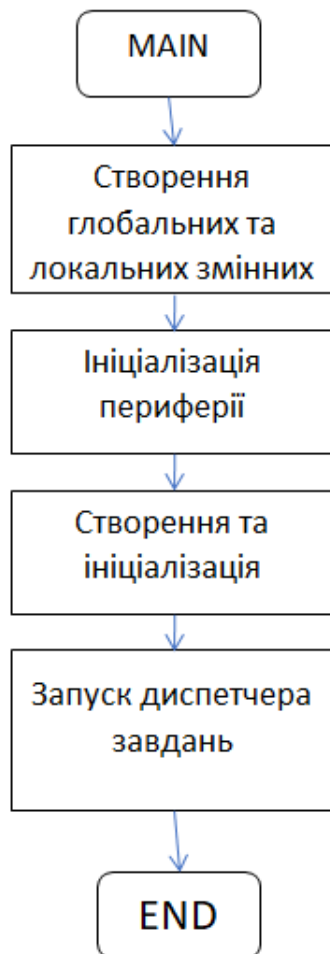 MAIN
Створення
глобальних та
локальних змінних
Ініціалізація
периферії
Створення та
ініціалізація
Запуск диспетчера
завдань
END